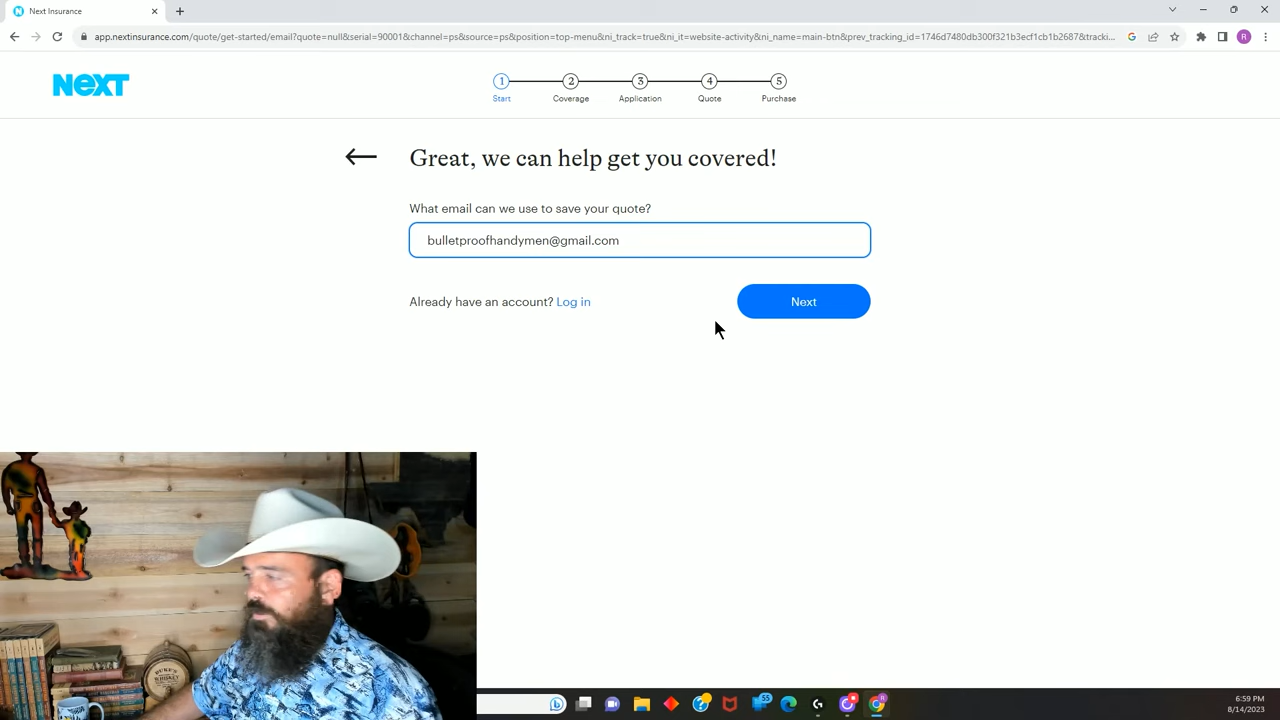 Next Insurance
app.nextinsurance.com/quote/get-started/email?quote=null&serial=90001&channel=ps&source=ps&position=top-menu&ni_track=true&ni_it=website-activity&ni_name=main-btn&prev_tracking_id=1746d7480db300f321b3ecf1cb1b2687&tracki...
R
NEXT
1 2 3 4 5
Start Coverage Application Quote Purchase
Great, we can help get you covered!
What email can we use to save your quote?
bulletproofhandymen@gmail.com
Already have an account? Log in
Next
WHISKEY
55
6:59 PM
8/14/2023